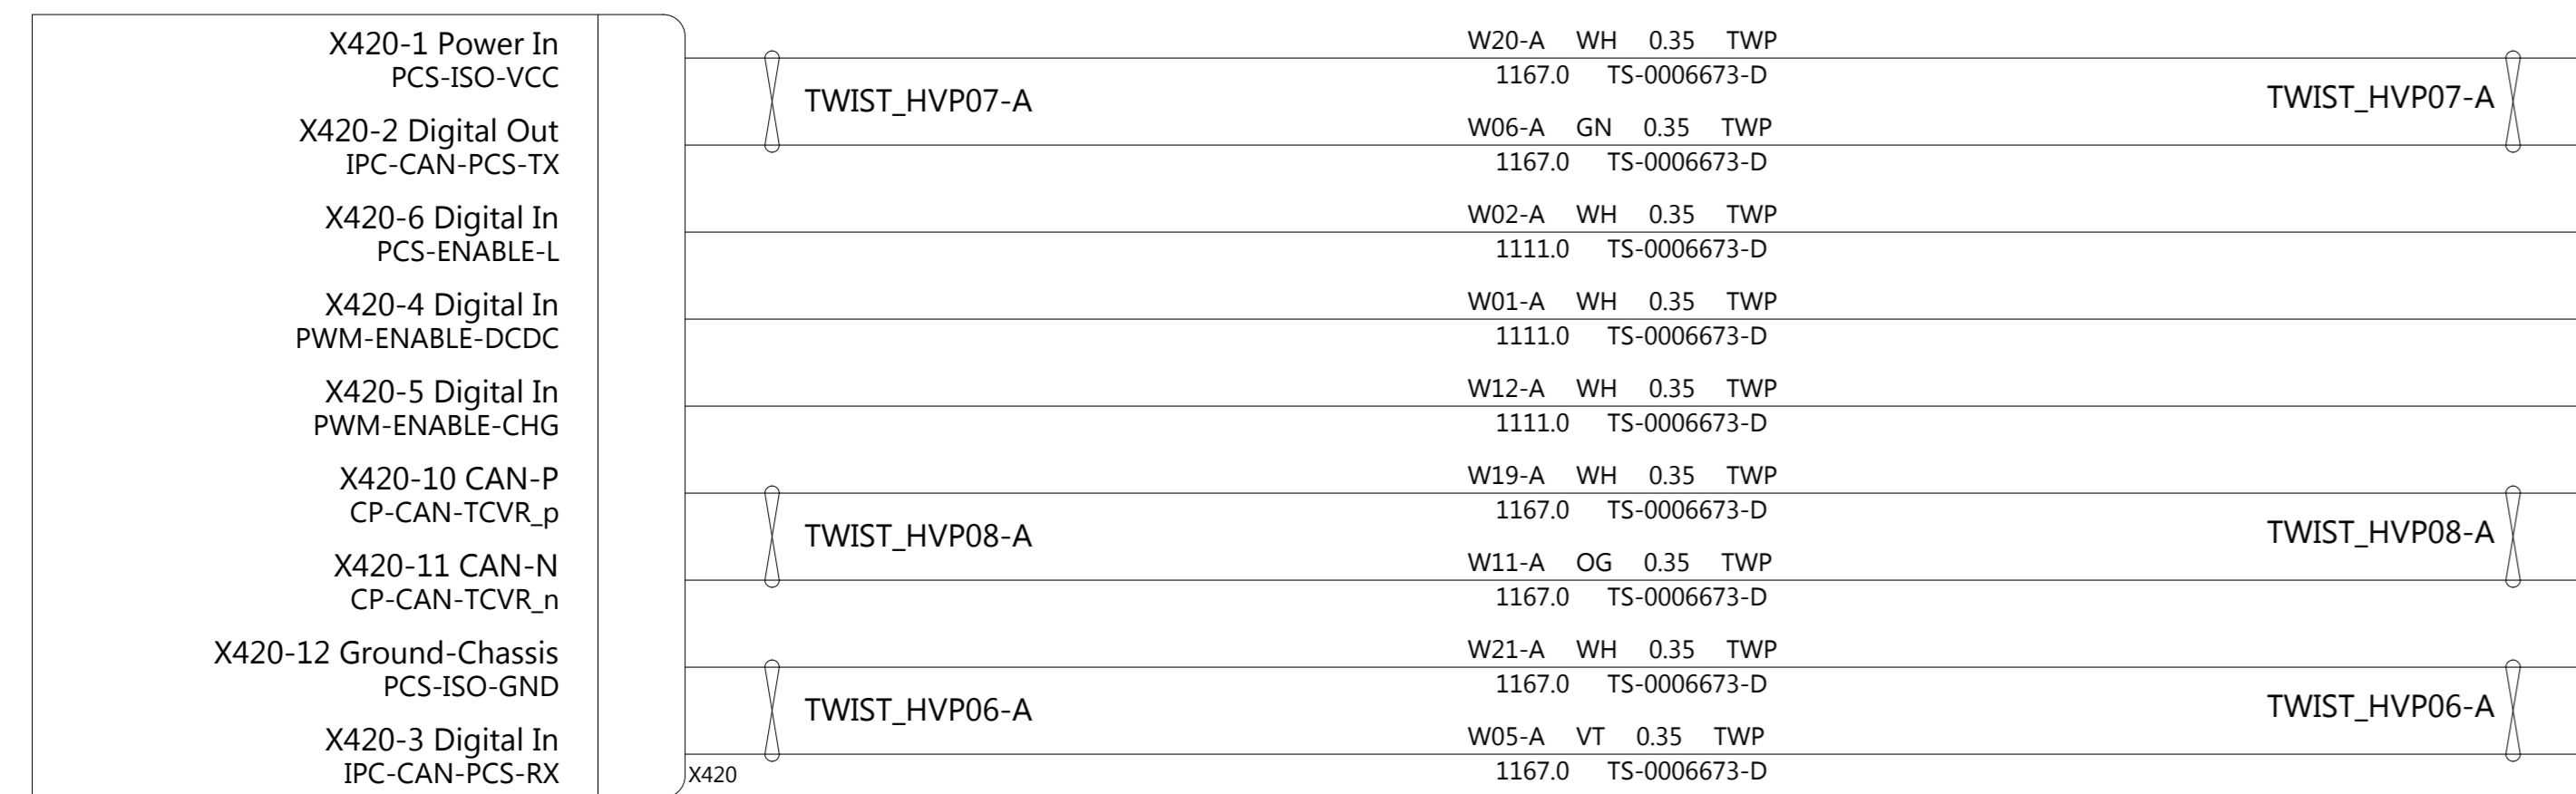 X420-1 Power In
PCS-ISO-VCC
W20-A WH 0.35 TWP
1167.0 TS-0006673-D
TWIST_HVP07-A
TWIST_HVP07-A
X420-2 Digital Out
IPC-CAN-PCS-TX
W06-A GN 0.35 TWP
1167.0 TS-0006673-D
X420-6 Digital In
PCS-ENABLE-L
W02-A WH 0.35 TWP
1111.0 TS-0006673-D
X420-4 Digital In
PWM-ENABLE-DCDC
W01-A WH 0.35 TWP
1111.0 TS-0006673-D
X420-5 Digital In
PWM-ENABLE-CHG
W12-A WH 0.35 TWP
1111.0 TS-0006673-D
X420-10 CAN-P
CP-CAN-TCVR_p
W19-A WH 0.35 TWP
1167.0 TS-0006673-D
TWIST_HVP08-A
TWIST_HVP08-A
X420-11 CAN-N
CP-CAN-TCVR_n
W11-A OG 0.35 TWP
1167.0 TS-0006673-D
X420-12 Ground-Chassis
PCS-ISO-GND
W21-A WH 0.35 TWP
1167.0 TS-0006673-D
TWIST_HVP06-A
TWIST_HVP06-A
X420-3 Digital In
IPC-CAN-PCS-RX
X420
W05-A VT 0.35 TWP
1167.0 TS-0006673-D